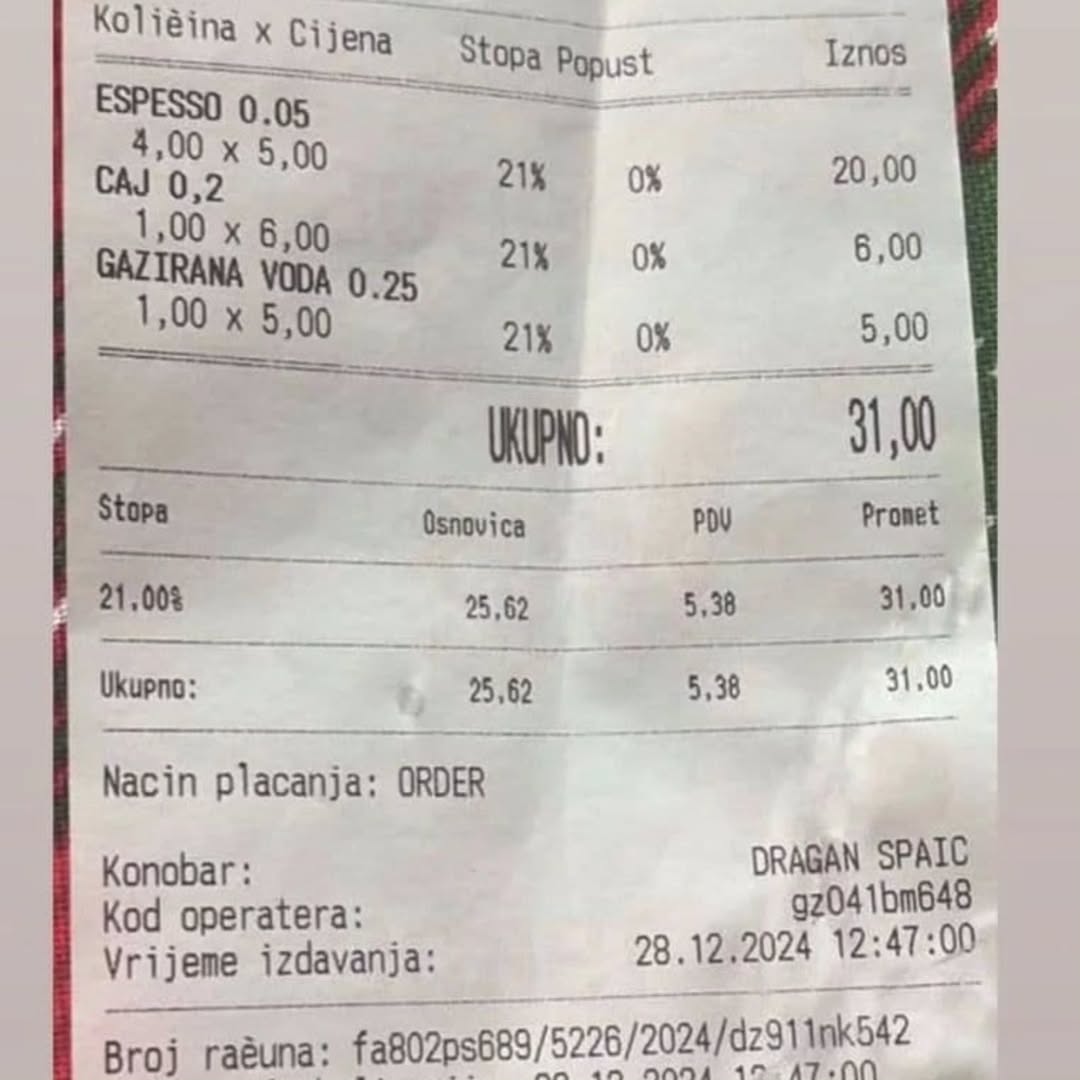 Kolièina x Cijena Stopa Popust Iznos
ESPESSO 0.05
4,00 x 5,00 21% 0% 20,00
CAJ 0,2
1,00 x 6,00 21% 0% 6,00
GAZIRANA VODA 0.25
1,00 x 5,00 21% 0% 5,00
UKUPNO: 31,00
Stopa Osnovica PDV Promet
21.00% 25,62 5,38 31,00
Ukupno: 25,62 5,38 31,00
Nacin placanja: ORDER
Konobar: DRAGAN SPAIC
Kod operatera: gz041bm648
Vrijeme izdavanja: 28.12.2024 12:47:00
Broj raèuna: fa802ps689/5226/2024/dz911nk542
12:47:00